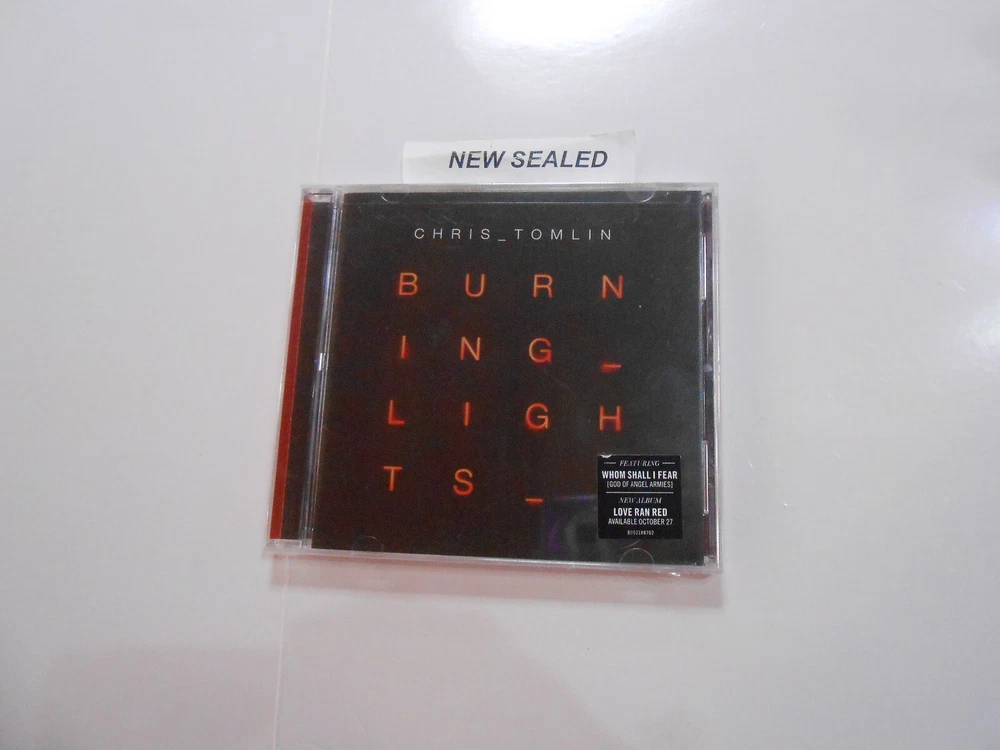 NEW SEALED
CHRIS_TOMLIN
B U R N
I N G _
L I G H
T S _
FEATURING
WHOM SHALL I FEAR
[GOD OF ANGEL ARMIES]
NEW ALBUM
LOVE RAN RED
AVAILABLE OCTOBER 27